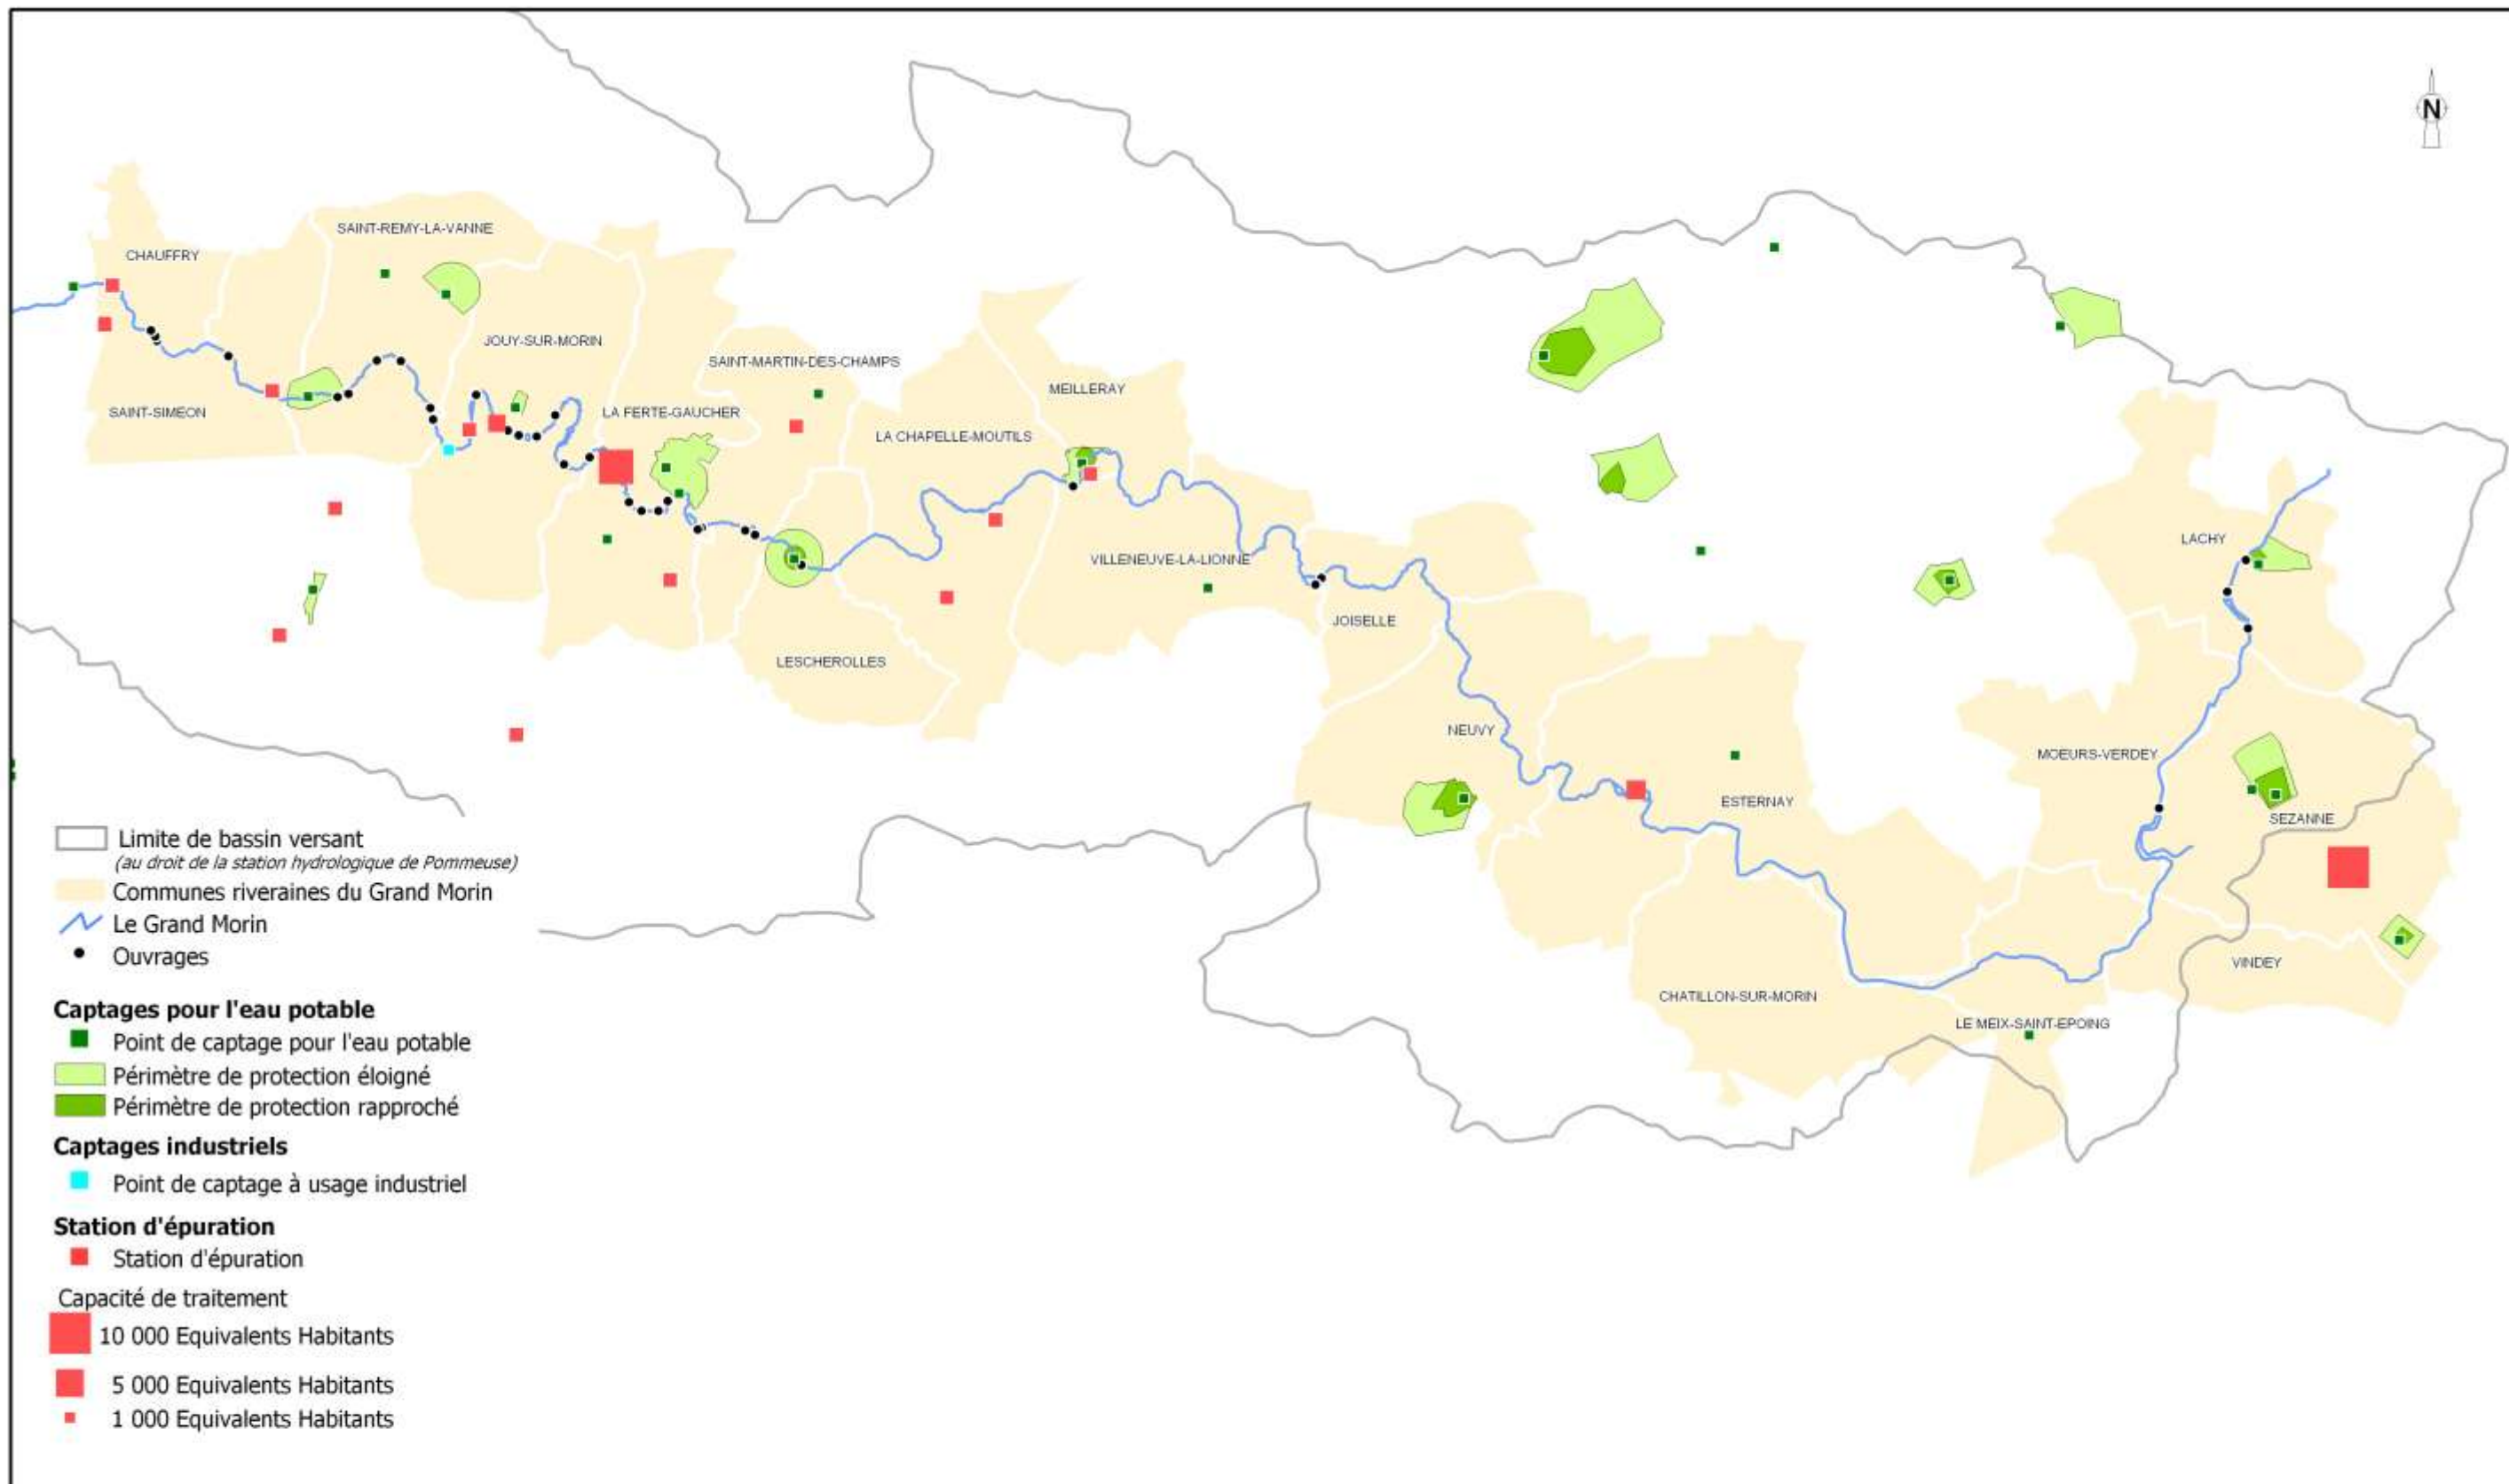 N
SAINT-REMY-LA-VANNE
CHAUFFRY
JOUY-SUR-MORIN
SAINT-MARTIN-DES-CHAMPS
MEILLERAY
SAINT-SIMEON
LA FERTE-GAUCHER
LA CHAPELLE-MOUTILS
LACHY
VILLENEUVE-LA-LIONNE
JOISELLE
LESCHEROLLES
NEUVY
MOEURS-VERDEY
ESTERNAY
SEZANNE
VINDEY
CHATILLON-SUR-MORIN
LE MEIX-SAINT-EPOING
Limite de bassin versant
(au droit de la station hydrologique de Pommeuse)
Communes riveraines du Grand Morin
Le Grand Morin
Ouvrages
Captages pour l'eau potable
Point de captage pour l'eau potable
Périmètre de protection éloigné
Périmètre de protection rapproché
Captages industriels
Point de captage à usage industriel
Station d'épuration
Station d'épuration
Capacité de traitement
10 000 Equivalents Habitants
5 000 Equivalents Habitants
1 000 Equivalents Habitants